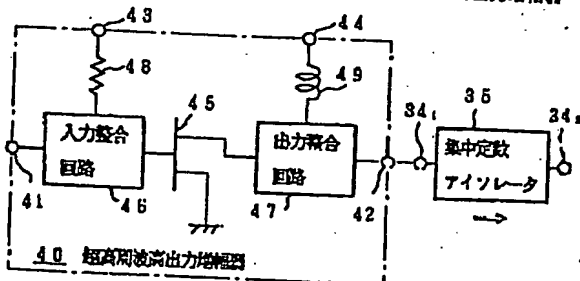 43
44
48
49
45
35
34₁
34₂
入力整合
回路
出力整合
回路
集中定数
アイソレータ
41
46
47
42
40 超高周波高出力増幅器